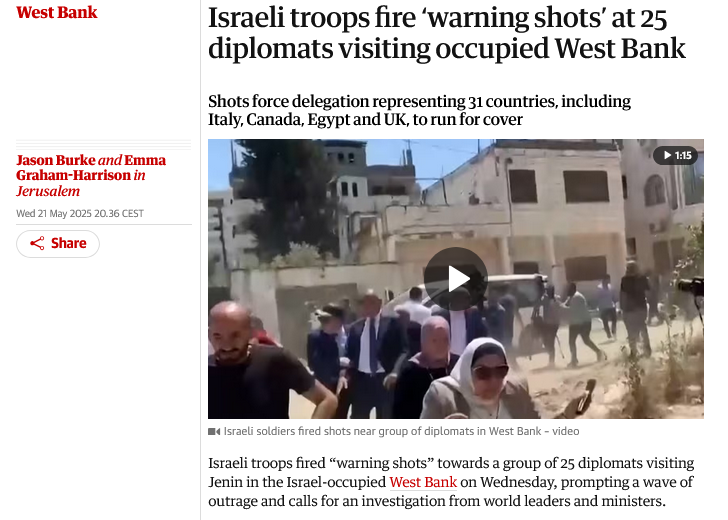 West Bank
Israeli troops fire ‘warning shots’ at 25
diplomats visiting occupied West Bank
Shots force delegation representing 31 countries, including
Italy, Canada, Egypt and UK, to run for cover
Jason Burke and Emma
Graham-Harrison in
Jerusalem
Wed 21 May 2025 20.36 CEST
Share
1:15
Israeli soldiers fired shots near group of diplomats in West Bank – video
Israeli troops fired “warning shots” towards a group of 25 diplomats visiting
Jenin in the Israel-occupied West Bank on Wednesday, prompting a wave of
outrage and calls for an investigation from world leaders and ministers.